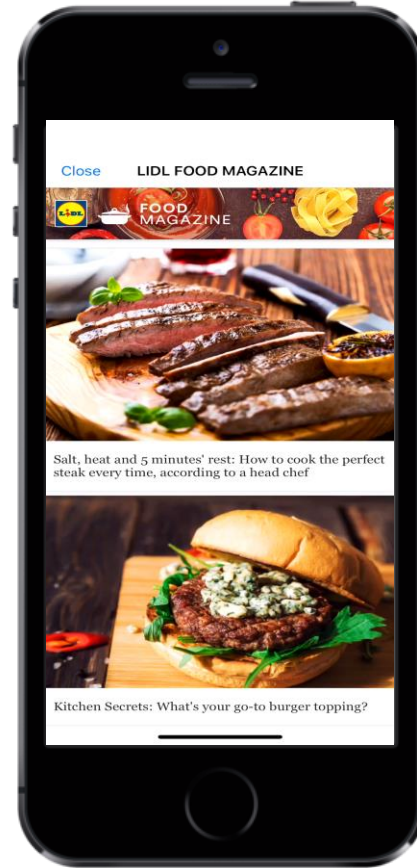 Close
LIDL FOOD MAGAZINE
LiDL
FOOD
MAGAZINE
Salt, heat and 5 minutes' rest: How to cook the perfect
steak every time, according to a head chef
Kitchen Secrets: What's your go-to burger topping?